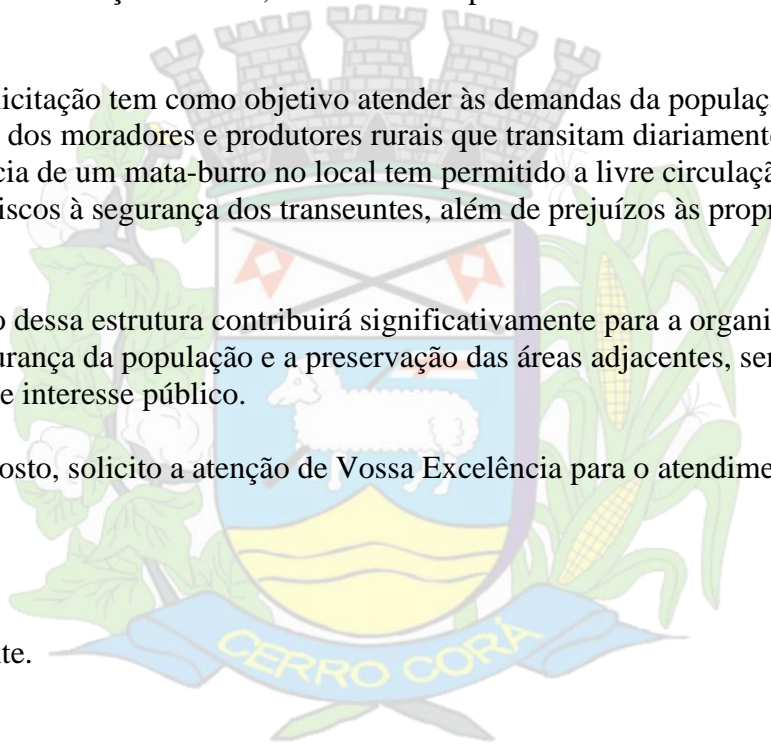 licitação tem como objetivo atender às demandas da populaç
dos moradores e produtores rurais que transitam diariament
cia de um mata-burro no local tem permitido a livre circulaçã
iscos à segurança dos transeuntes, além de prejuízos às propr
o dessa estrutura contribuirá significativamente para a organi
urança da população e a preservação das áreas adjacentes, ser
e interesse público.
osto, solicito a atenção de Vossa Excelência para o atendime
te.
CERRO CORÁ